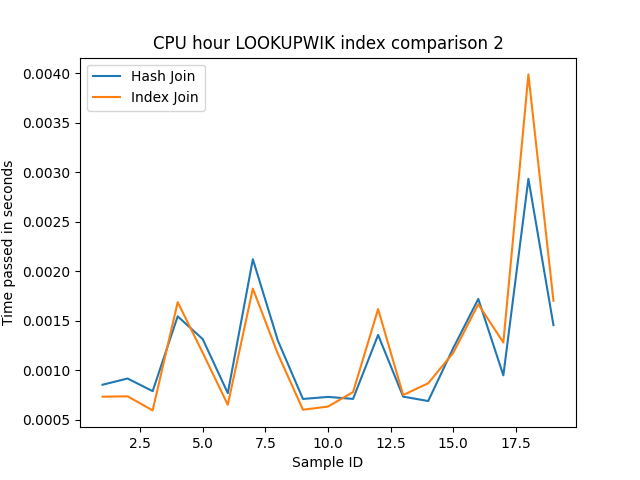 CPU hour LOOKUPWIK index comparison 2
Hash Join
Index Join
0.0040
0.0035
0.0030
0.0025
0.0020
0.0015
0.0010
0.0005
Time passed in seconds
2.5 5.0 7.5 10.0 12.5 15.0 17.5
Sample ID